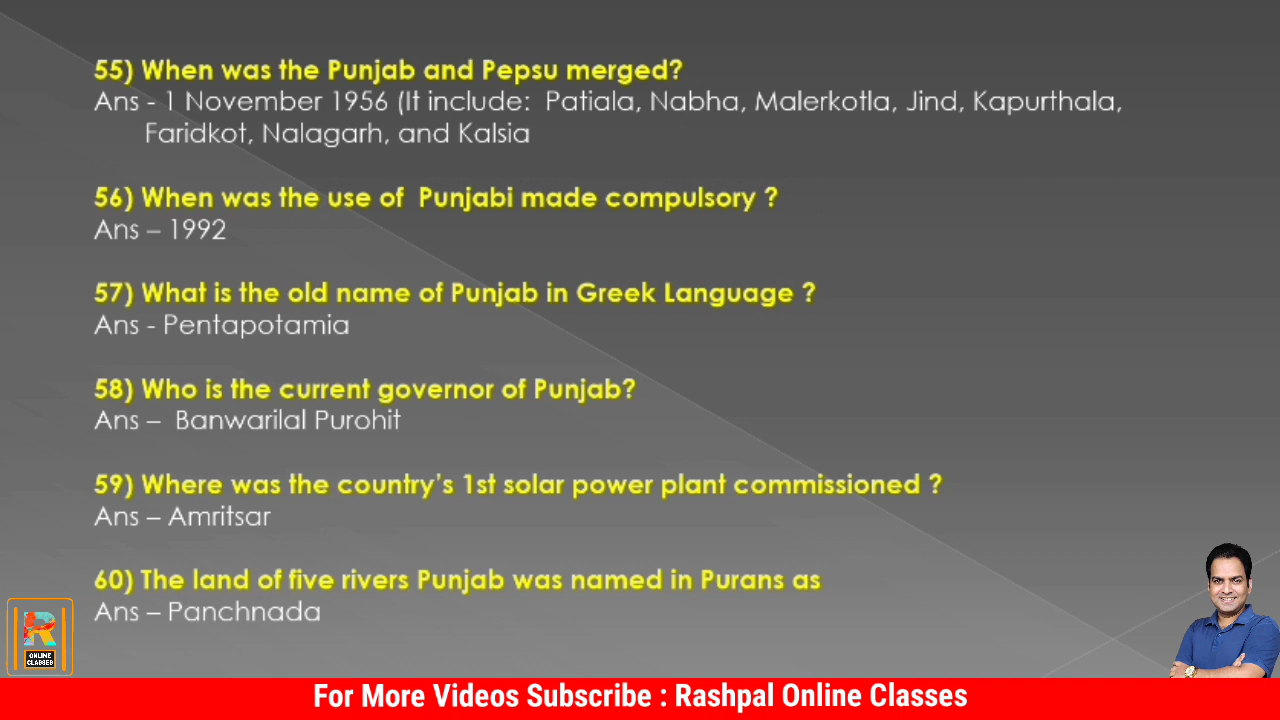 55) When was the Punjab and Pepsu merged?
Ans - 1 November 1956 (It include:  Patiala, Nabha, Malerkotla, Jind, Kapurthala,
Faridkot, Nalagarh, and Kalsia
56) When was the use of  Punjabi made compulsory ?
Ans – 1992
57) What is the old name of Punjab in Greek Language ?
Ans - Pentapotamia
58) Who is the current governor of Punjab?
Ans –  Banwarilal Purohit
59) Where was the country's 1st solar power plant commissioned ?
Ans – Amritsar
60) The land of five rivers Punjab was named in Purans as
Ans – Panchnada
R
ONLINE
CLASSES
For More Videos Subscribe : Rashpal Online Classes